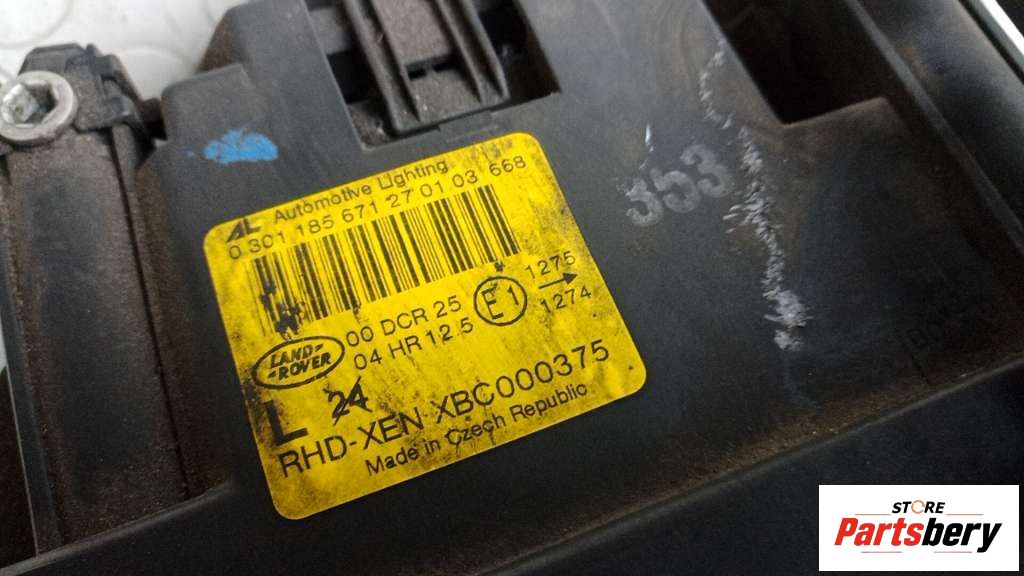 AL Automotive Lighting
0 301 185 671 27 01 03 668
00 DCR 25
04 HR 12.5
E1
1275
1274
LAND-
-ROVER
L 24
RHD-XEN XBC000375
Made in Czech Republic
353
STORE
Partsbery